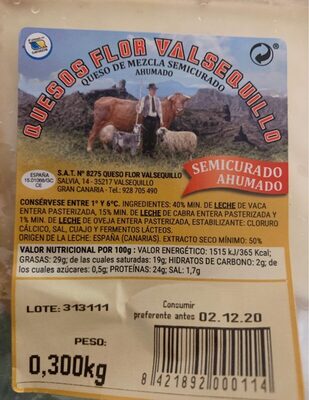 QUESOS FLOR VALSEQUILLO
QUESO DE MEZCLA SEMICURADO
AHUMADO
SEMICURADO
AHUMADO
ESPAÑA
15.01088/GC
CE
S.A.T. Nº 8275 QUESO FLOR VALSEQUILLO
SALVIA, 14 - 35217 VALSEQUILLO
GRAN CANARIA - Tel.: 928 705 490
CONSÉRVESE ENTRE 1º Y 6ºC. INGREDIENTES: 40% MIN. DE LECHE DE VACA
ENTERA PASTERIZADA, 15% MIN. DE LECHE DE CABRA ENTERA PASTERIZADA Y
1% MIN. DE LECHE DE OVEJA ENTERA PASTERIZADA, ESTABILIZANTE: CLORURO
CÁLCICO, SAL, CUAJO Y FERMENTOS LÁCTEOS.
ORIGEN DE LA LECHE: ESPAÑA (CANARIAS). EXTRACTO SECO MÍNIMO: 50%
VALOR NUTRICIONAL POR 100g : VALOR ENERGÉTICO: 1515 kJ/365 Kcal;
GRASAS: 29g; de las cuales saturadas: 19g; HIDRATOS DE CARBONO: 2g; de
los cuales azúcares: 0,5g; PROTEÍNAS: 24g; SAL: 1,7g
LOTE: 313111
Consumir
preferente antes 02.12.20
PESO:
0,300kg
8 421892 000114